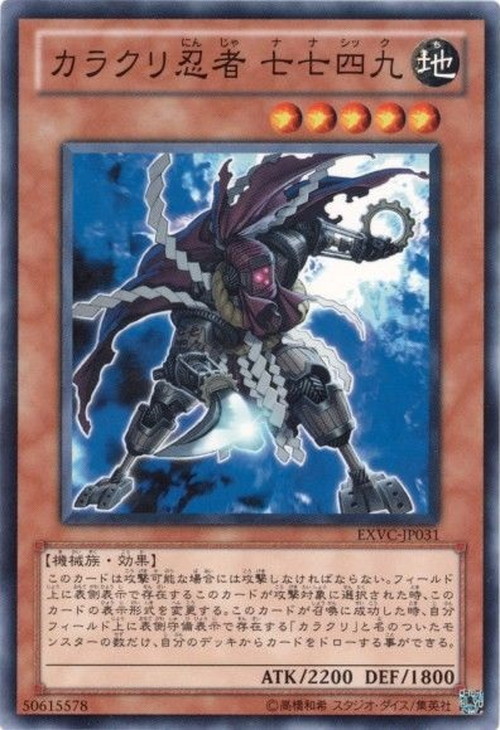 カラクリ忍者 七七四九
地
EXVC-JP031
【機械族・効果】
このカードは攻撃可能な場合には攻撃しなければならない。フィールド
上に表側表示で存在するこのカードが攻撃対象に選択された時、この
カードの表示形式を変更する。このカードが召喚に成功した時、自分
フィールド上に表側守備表示で存在する「カラクリ」と名のついたモ
ンスターの数だけ、自分のデッキからカードをドローする事ができる。
ATK/2200 DEF/1800
50615578
©高橋和希 スタジオ・ダイス/集英社